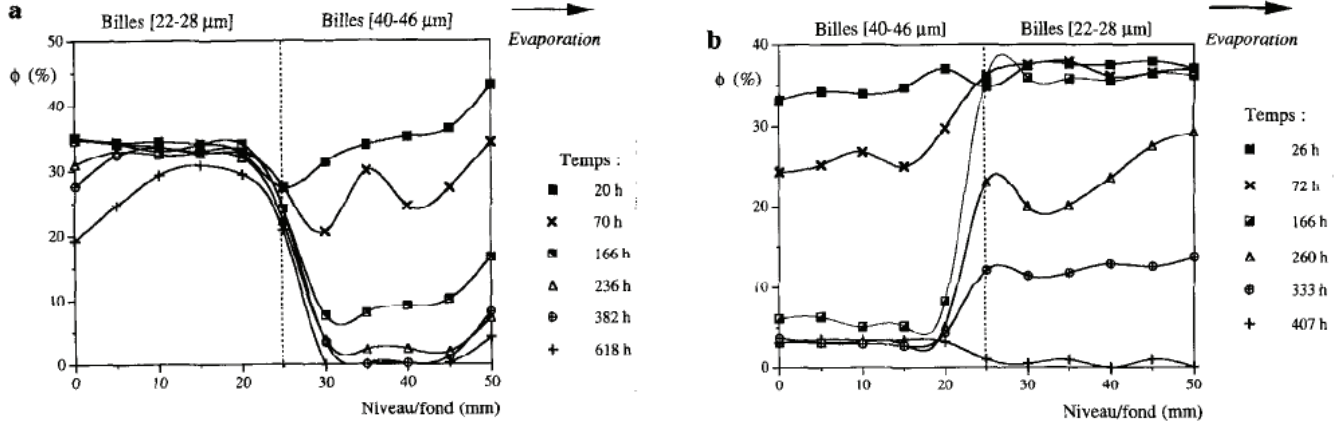 a
Billes [22-28 µm] Billes [40-46 µm]
Evaporation
ϕ (%)
50
40
30
20
10
0
0 10 20 30 40 50
Niveau/fond (mm)
Temps :
20 h
70 h
166 h
236 h
382 h
618 h
b
Billes [40-46 µm] Billes [22-28 µm]
Evaporation
ϕ (%)
40
30
20
10
0
0 10 20 30 40 50
Niveau/fond (mm)
Temps :
26 h
72 h
166 h
260 h
333 h
407 h